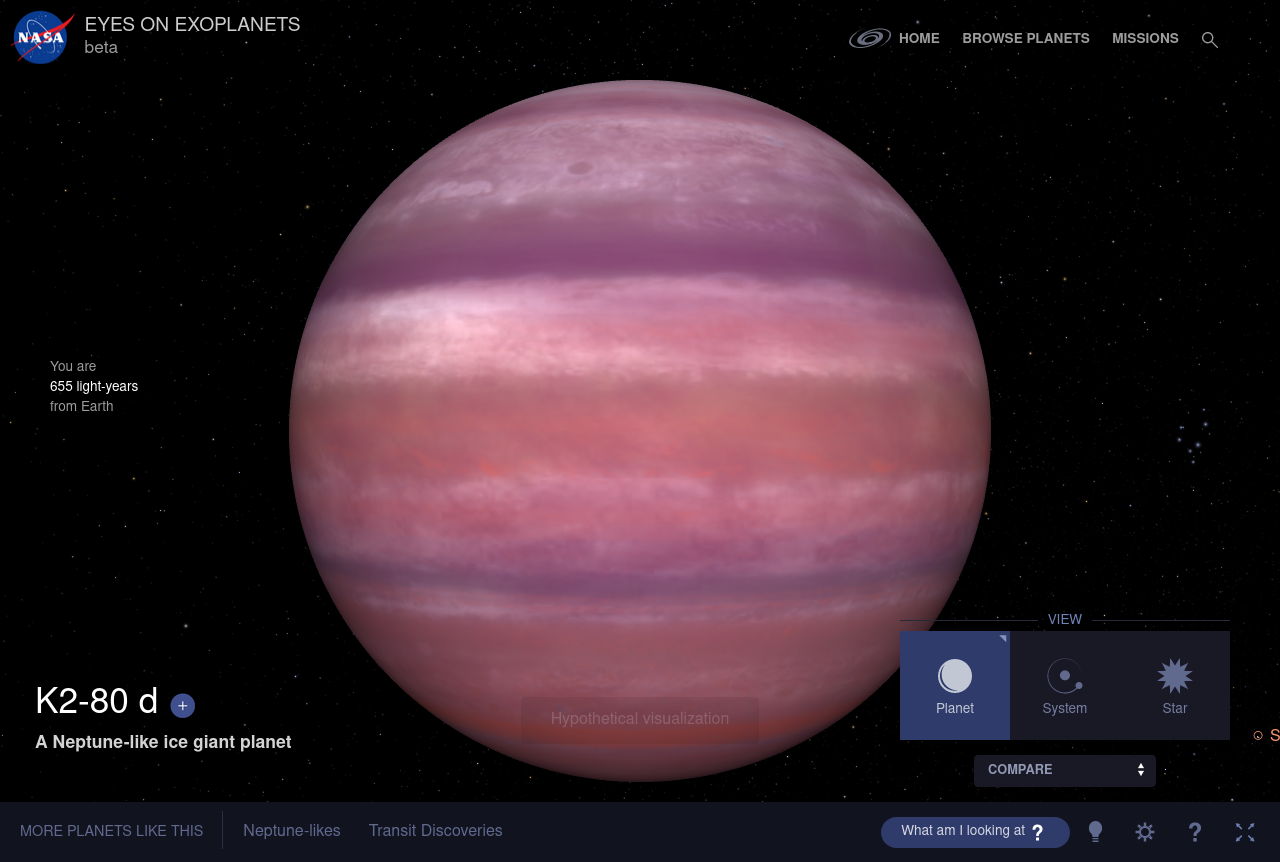 NASA
EYES ON EXOPLANETS
beta
HOME
BROWSE PLANETS
MISSIONS
You are
655 light-years
from Earth
K2-80 d +
A Neptune-like ice giant planet
Hypothetical visualization
VIEW
Planet
System
Star
S
COMPARE
MORE PLANETS LIKE THIS
Neptune-likes
Transit Discoveries
What am I looking at ?
?